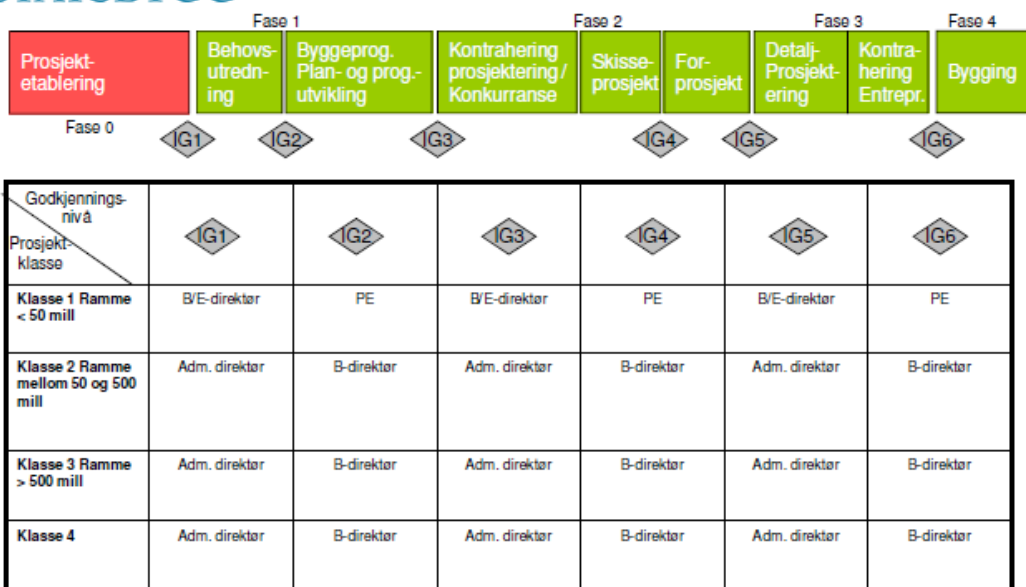 Fase 1
Fase 2
Fase 3
Fase 4
Prosjekt-
etablering
Behovs-
utredn-
ing
Byggeprog.
Plan- og prog.-
utvikling
Kontrahering
prosjektering /
Konkurranse
Skisse-
prosjekt
For-
prosjekt
Detalj-
Prosjekt-
ering
Kontra-
hering
Entrepr.
Bygging
Fase 0
IG1
IG2
IG3
IG4
IG5
IG6
Godkjennings-
nivå
Prosjekt-
klasse
IG1
IG2
IG3
IG4
IG5
IG6
Klasse 1 Ramme
< 50 mill
B/E-direktør
PE
B/E-direktør
PE
B/E-direktør
PE
Klasse 2 Ramme
mellom 50 og 500
mill
Adm. direktør
B-direktør
Adm. direktør
B-direktør
Adm. direktør
B-direktør
Klasse 3 Ramme
> 500 mill
Adm. direktør
B-direktør
Adm. direktør
B-direktør
Adm. direktør
B-direktør
Klasse 4
Adm. direktør
B-direktør
Adm. direktør
B-direktør
Adm. direktør
B-direktør